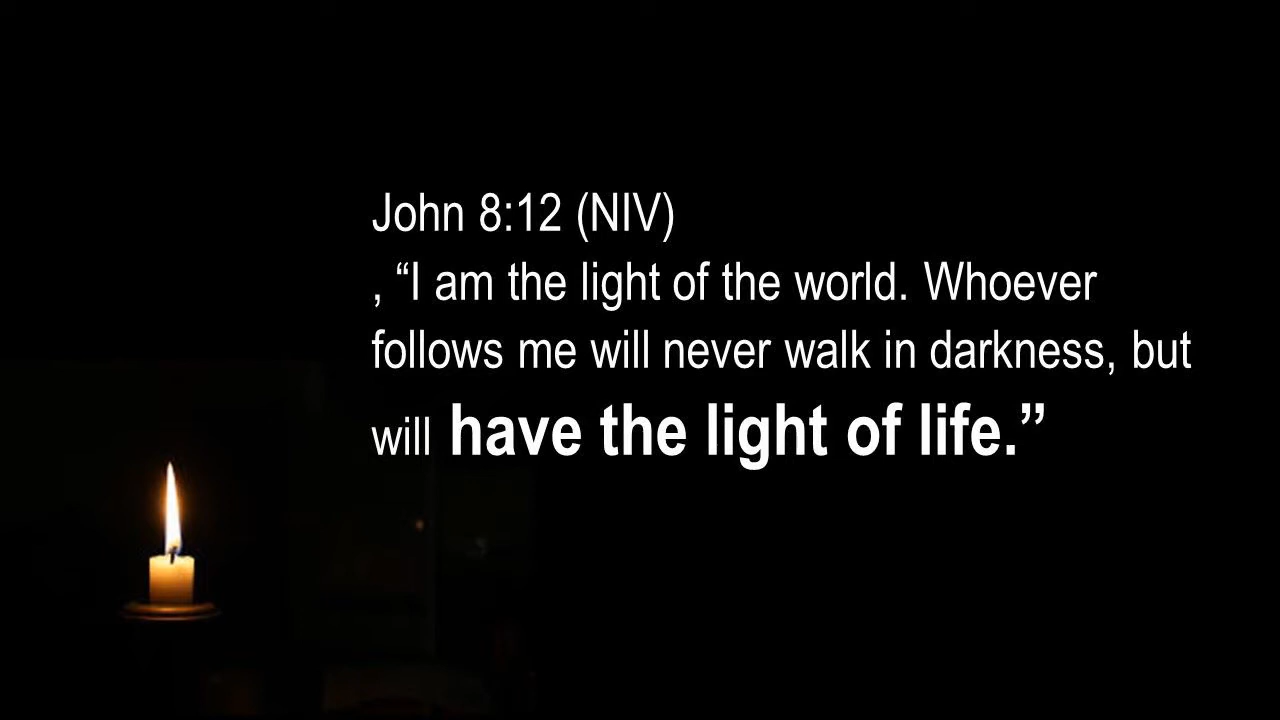 John 8:12 (NIV)
, “I am the light of the world. Whoever
follows me will never walk in darkness, but
will have the light of life.”